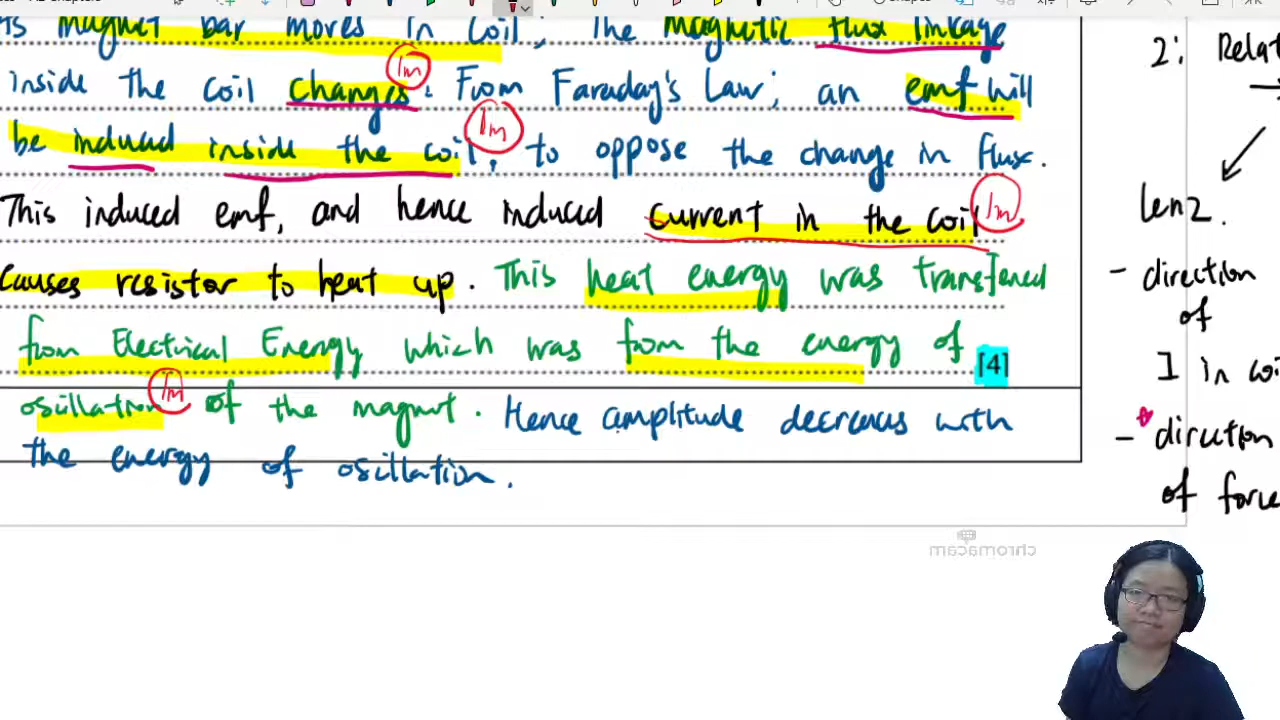 As magnet bar moves in coil, The magnetic flux linkage
inside the coil changes. From Faraday's Law, an emf will
1m
be induced inside the coil, to oppose the change in flux.
1m
This induced emf, and hence induced current in the coil
1m
causes resistor to heat up. This heat energy was transferred
from Electrical Energy which was from the energy of
[4]
oscillation of the magnet. Hence amplitude decreases with
1m
the energy of oscillation.
2: Relat
→
lenz.
- direction
of
I in coi
- direction
of force
chromacam